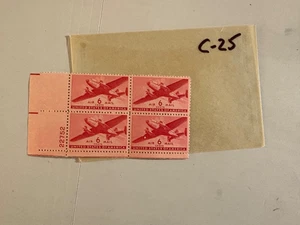 C-25
6 6
AIR MAIL AIR MAIL
UNITED STATES OF AMERICA UNITED STATES OF AMERICA
22752
6 6
AIR MAIL AIR MAIL
UNITED STATES OF AMERICA UNITED STATES OF AMERICA